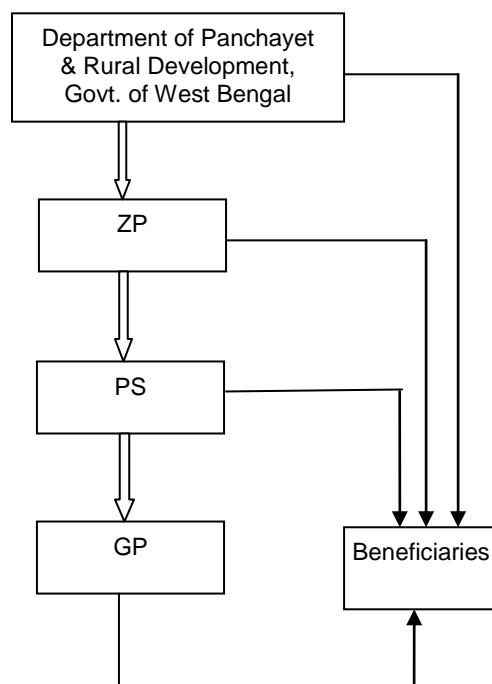 Department of Panchayet
& Rural Development,
Govt. of West Bengal
ZP
PS
GP
Beneficiaries